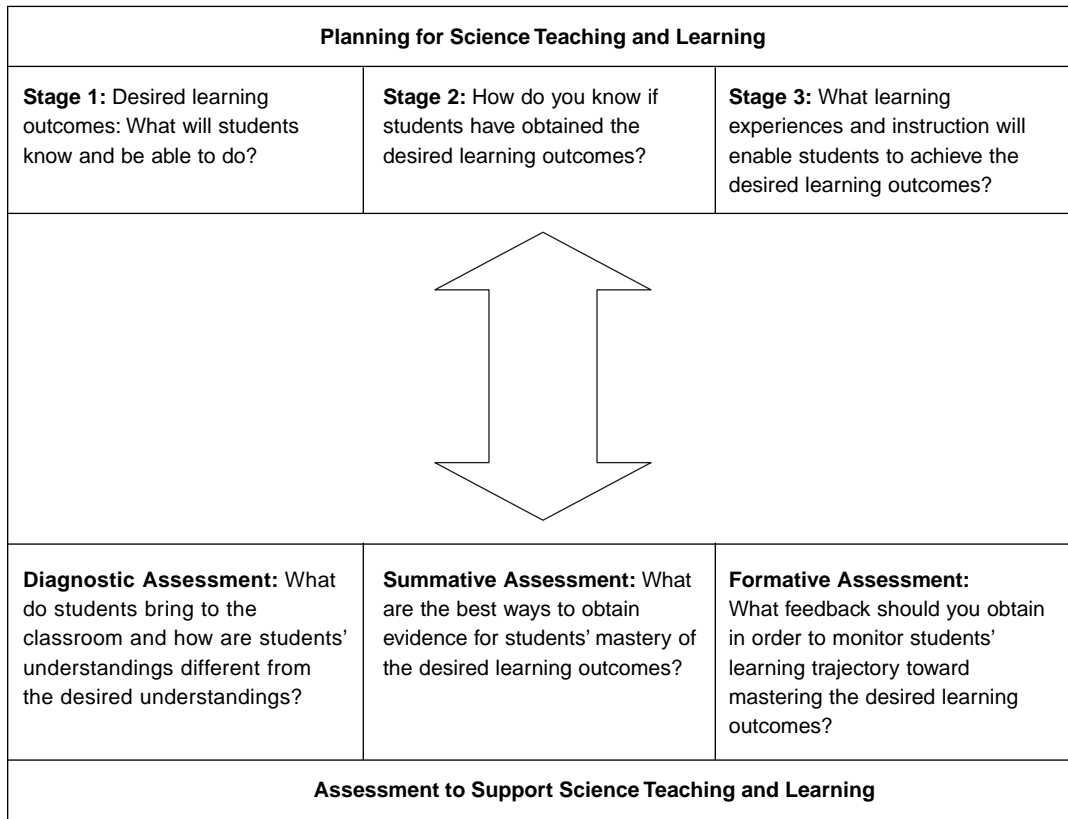 Planning for Science Teaching and Learning
Stage 1: Desired learning
outcomes: What will students
know and be able to do?
Stage 2: How do you know if
students have obtained the
desired learning outcomes?
Stage 3: What learning
experiences and instruction will
enable students to achieve the
desired learning outcomes?
Diagnostic Assessment: What
do students bring to the
classroom and how are students’
understandings different from
the desired understandings?
Summative Assessment: What
are the best ways to obtain
evidence for students’ mastery of
the desired learning outcomes?
Formative Assessment:
What feedback should you obtain
in order to monitor students’
learning trajectory toward
mastering the desired learning
outcomes?
Assessment to Support Science Teaching and Learning